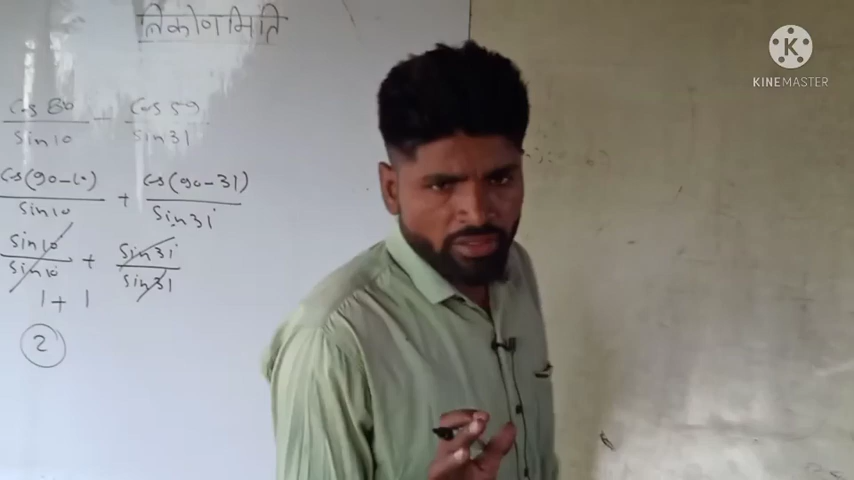 त्रिकोणमिति
cos 80 / sin 10 - cos 59 / sin 31
cos(90-10) / sin 10 + cos(90-31) / sin 31
sin 10 / sin 10 + sin 31 / sin 31
1 + 1
2
K
KINEMASTER